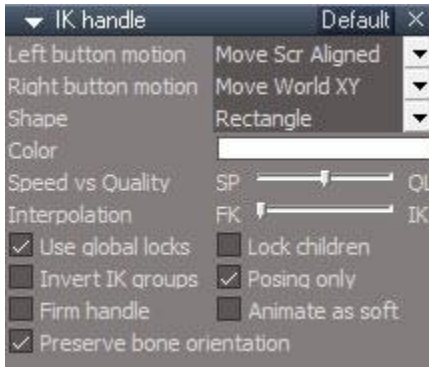 IK handle Default
Left button motion Move Scr Aligned
Right button motion Move World XY
Shape Rectangle
Color
Speed vs Quality SP QL
Interpolation FK IK
Use global locks Lock children
Invert IK groups Posing only
Firm handle Animate as soft
Preserve bone orientation